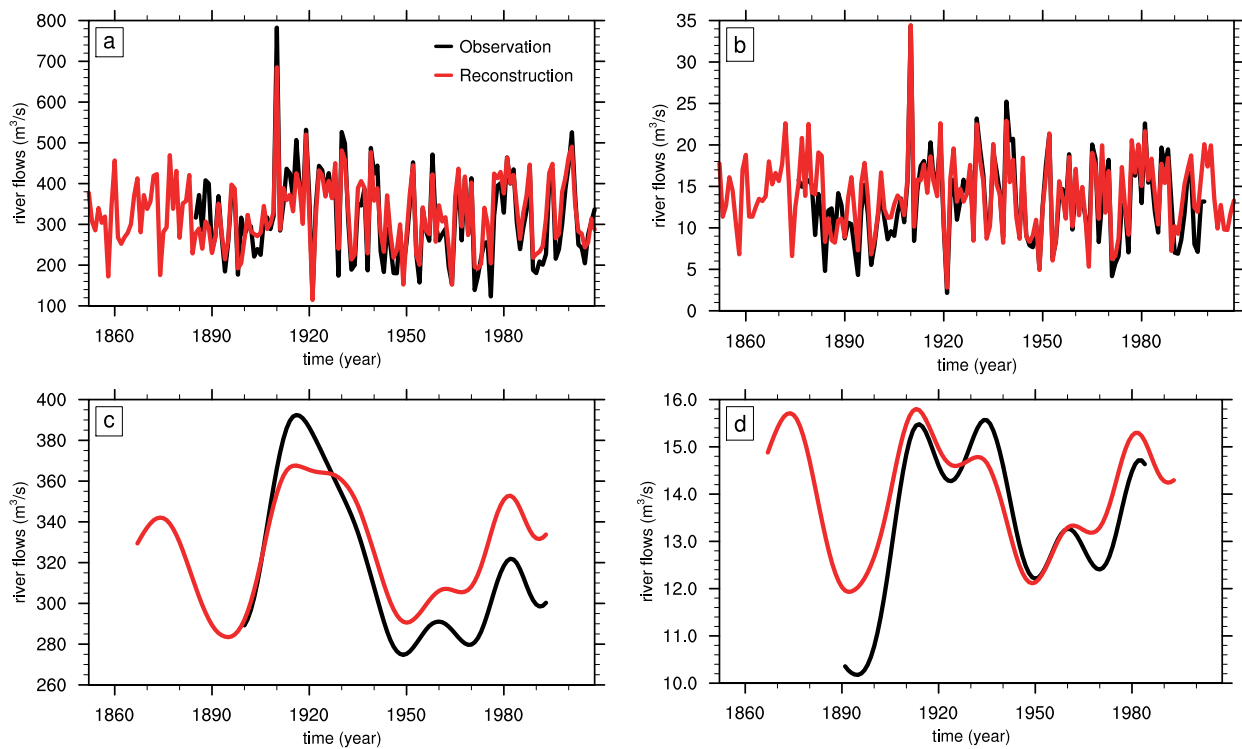 a
Observation
Reconstruction
800
700
600
500
400
300
200
100
river flows (m³/s)
1860 1890 1920 1950 1980
time (year)
b
35
30
25
20
15
10
5
0
river flows (m³/s)
1860 1890 1920 1950 1980
time (year)
c
400
380
360
340
320
300
280
260
river flows (m³/s)
1860 1890 1920 1950 1980
time (year)
d
16.0
15.0
14.0
13.0
12.0
11.0
10.0
river flows (m³/s)
1860 1890 1920 1950 1980
time (year)